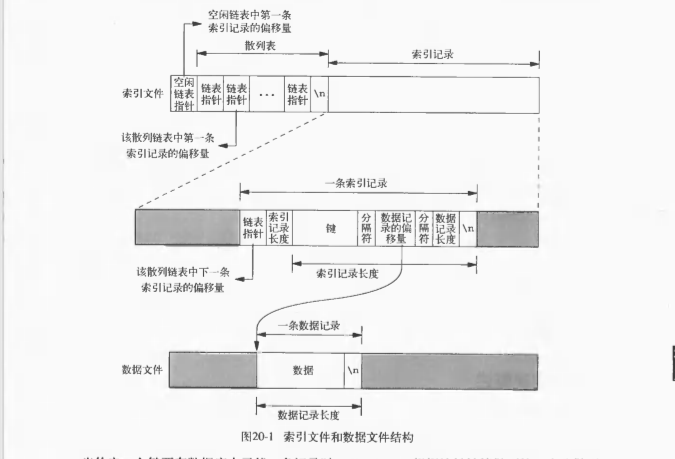 空闲链表中第一条
索引记录的偏移量
散列表
索引记录
索引文件
空闲
链表
指针
链表
指针
链表
指针
...
链表
指针
\n
该散列链表中第一条
索引记录的偏移量
一条索引记录
链表
指针
索引
记录
长度
键
分
隔
符
数据记
录的偏
移量
分
隔
符
数据
记录
长度
\n
该散列链表中下一条
索引记录的偏移量
索引记录长度
一条数据记录
数据文件
数据
\n
数据记录长度
图20-1 索引文件和数据文件结构